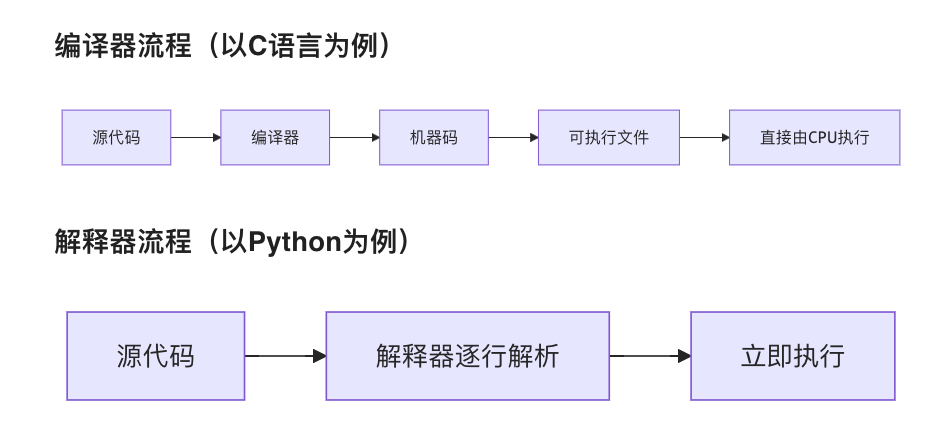 编译器流程（以C语言为例）
源代码
编译器
机器码
可执行文件
直接由CPU执行
解释器流程（以Python为例）
源代码
解释器逐行解析
立即执行